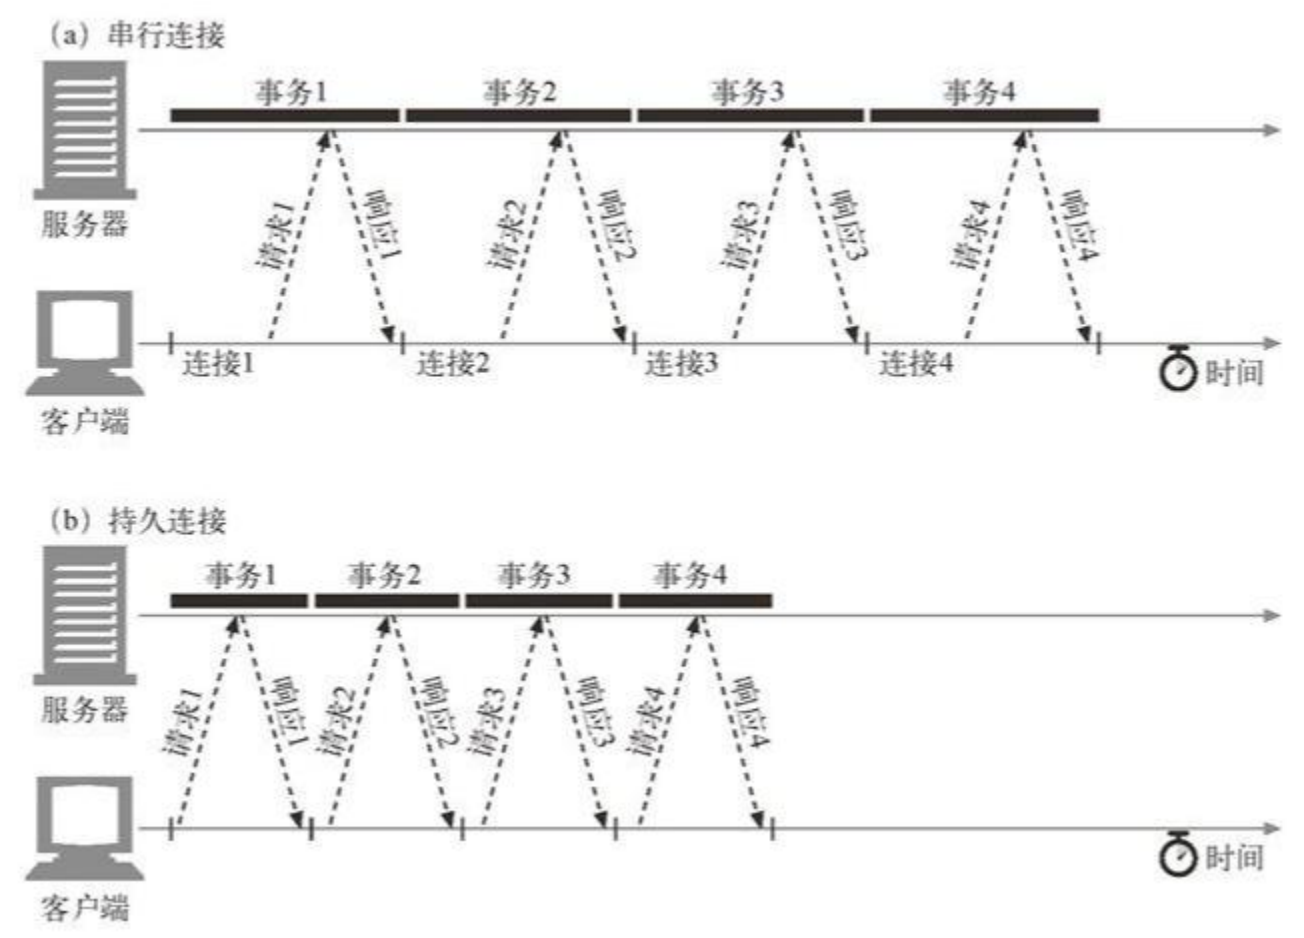 （a）串行连接
事务1 事务2 事务3 事务4
请求1 响应1 请求2 响应2 请求3 响应3 请求4 响应4
服务器
连接1 连接2 连接3 连接4
时间
客户端
（b）持久连接
事务1 事务2 事务3 事务4
请求1 响应1 请求2 响应2 请求3 响应3 请求4 响应4
服务器
时间
客户端